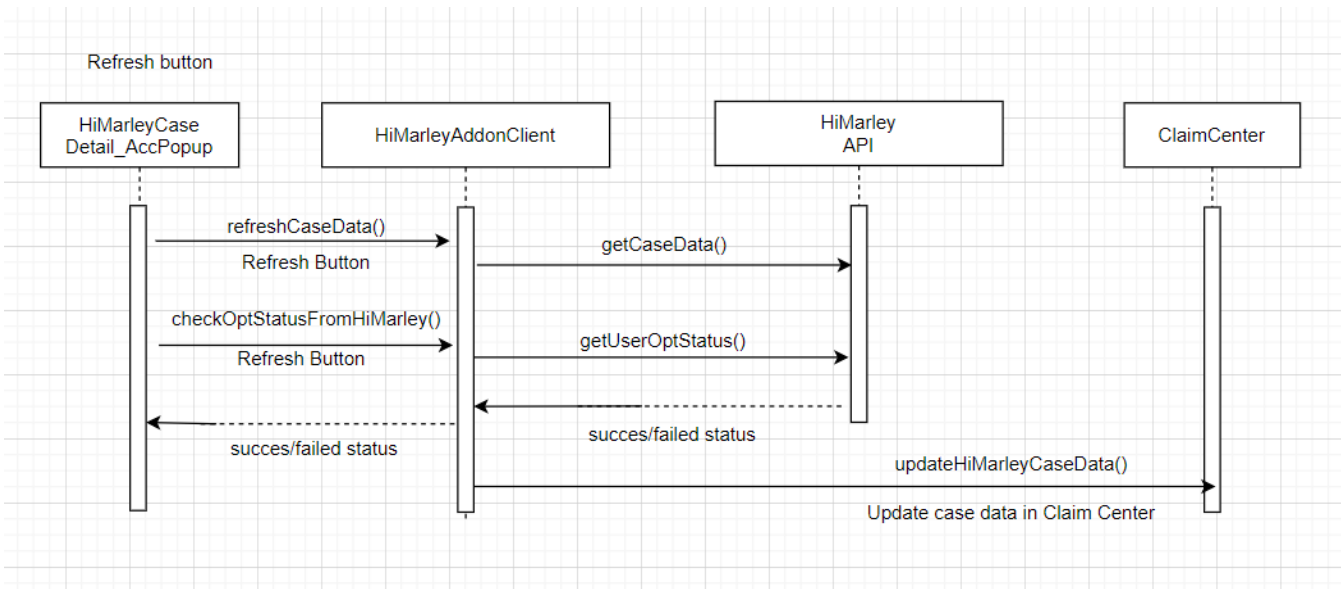 Refresh button
HiMarleyCase
Detail_AccPopup
HiMarleyAddonClient
HiMarley
API
ClaimCenter
refreshCaseData()
Refresh Button
getCaseData()
checkOptStatusFromHiMarley()
Refresh Button
getUserOptStatus()
succes/failed status
succes/failed status
updateHiMarleyCaseData()
Update case data in Claim Center